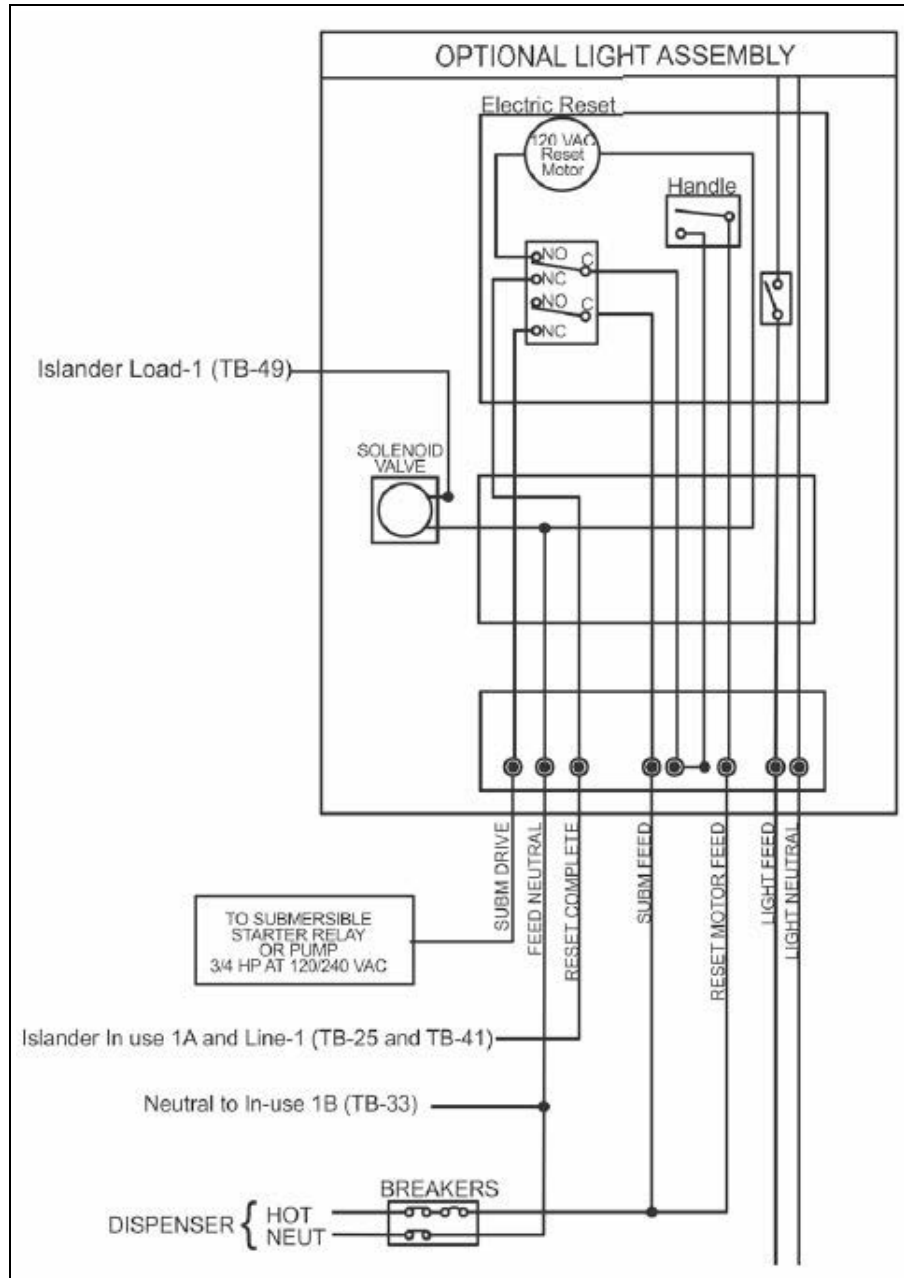 OPTIONAL LIGHT ASSEMBLY
Electric Reset
120 VAC
Reset
Motor
Handle
NO C
NC
NO C
NC
Islander Load-1 (TB-49)
SOLENOID
VALVE
SUBM DRIVE
FEED NEUTRAL
RESET COMPLETE
SUBM FEED
RESET MOTOR FEED
LIGHT FEED
LIGHT NEUTRAL
TO SUBMERSIBLE
STARTER RELAY
OR PUMP
3/4 HP AT 120/240 VAC
Islander In use 1A and Line-1 (TB-25 and TB-41)
Neutral to In-use 1B (TB-33)
BREAKERS
DISPENSER { HOT
NEUT